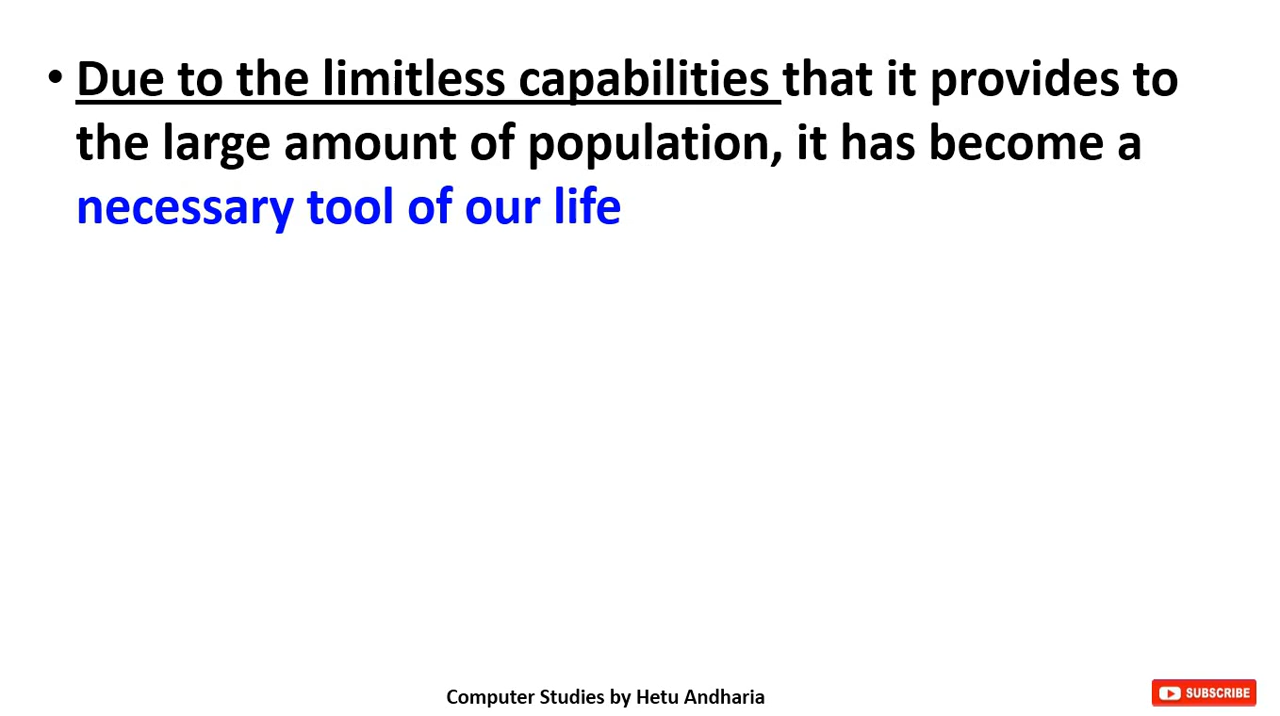 • Due to the limitless capabilities that it provides to
the large amount of population, it has become a
necessary tool of our life
Computer Studies by Hetu Andharia
SUBSCRIBE